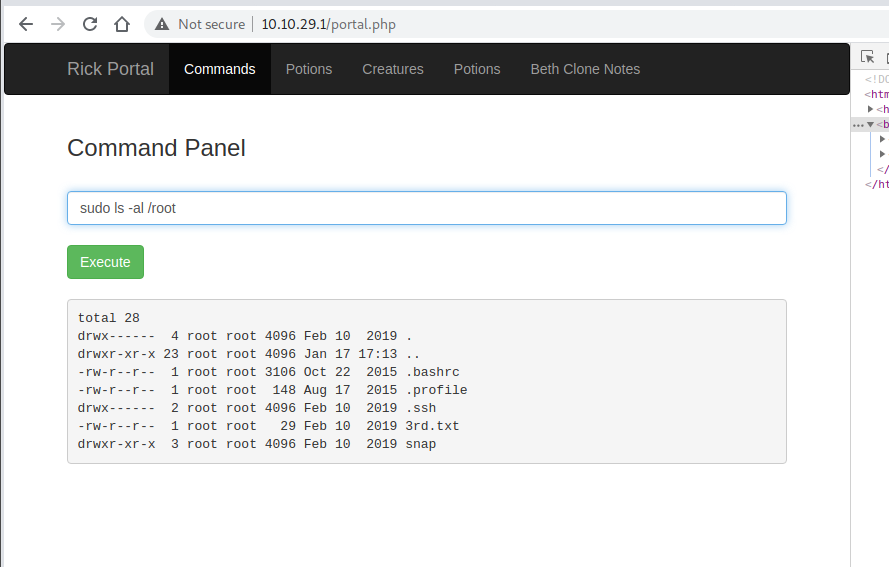 Not secure 10.10.29.1/portal.php
Rick Portal Commands Potions Creatures Potions Beth Clone Notes
<!DO
<htm
<h
... <b
</
</ht
Command Panel
sudo ls -al /root
Execute
total 28
drwx------  4 root root 4096 Feb 10  2019 .
drwxr-xr-x 23 root root 4096 Jan 17 17:13 ..
-rw-r--r--  1 root root 3106 Oct 22  2015 .bashrc
-rw-r--r--  1 root root  148 Aug 17  2015 .profile
drwx------  2 root root 4096 Feb 10  2019 .ssh
-rw-r--r--  1 root root   29 Feb 10  2019 3rd.txt
drwxr-xr-x  3 root root 4096 Feb 10  2019 snap